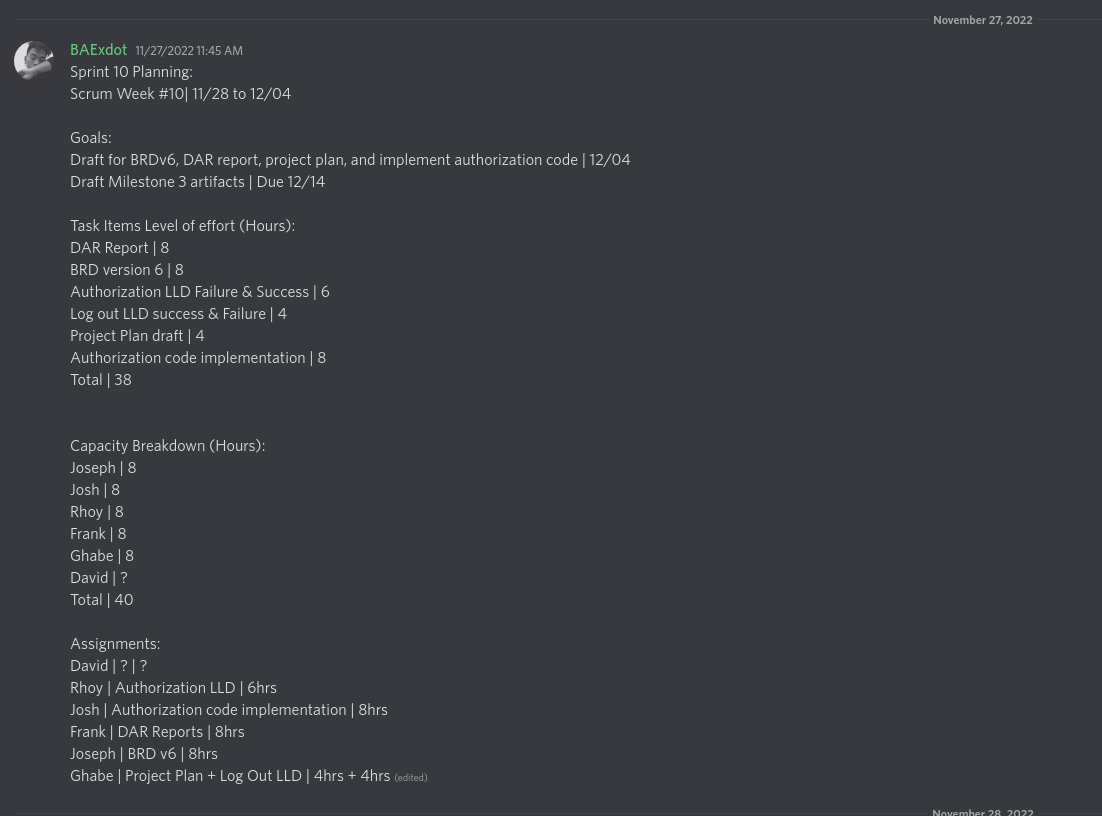 November 27, 2022
BAExdot 11/27/2022 11:45 AM
Sprint 10 Planning:
Scrum Week #10| 11/28 to 12/04
Goals:
Draft for BRDv6, DAR report, project plan, and implement authorization code | 12/04
Draft Milestone 3 artifacts | Due 12/14
Task Items Level of effort (Hours):
DAR Report | 8
BRD version 6 | 8
Authorization LLD Failure & Success | 6
Log out LLD success & Failure | 4
Project Plan draft | 4
Authorization code implementation | 8
Total | 38
Capacity Breakdown (Hours):
Joseph | 8
Josh | 8
Rhoy | 8
Frank | 8
Ghabe | 8
David | ?
Total | 40
Assignments:
David | ? | ?
Rhoy | Authorization LLD | 6hrs
Josh | Authorization code implementation | 8hrs
Frank | DAR Reports | 8hrs
Joseph | BRD v6 | 8hrs
Ghabe | Project Plan + Log Out LLD | 4hrs + 4hrs (edited)
November 28, 2022